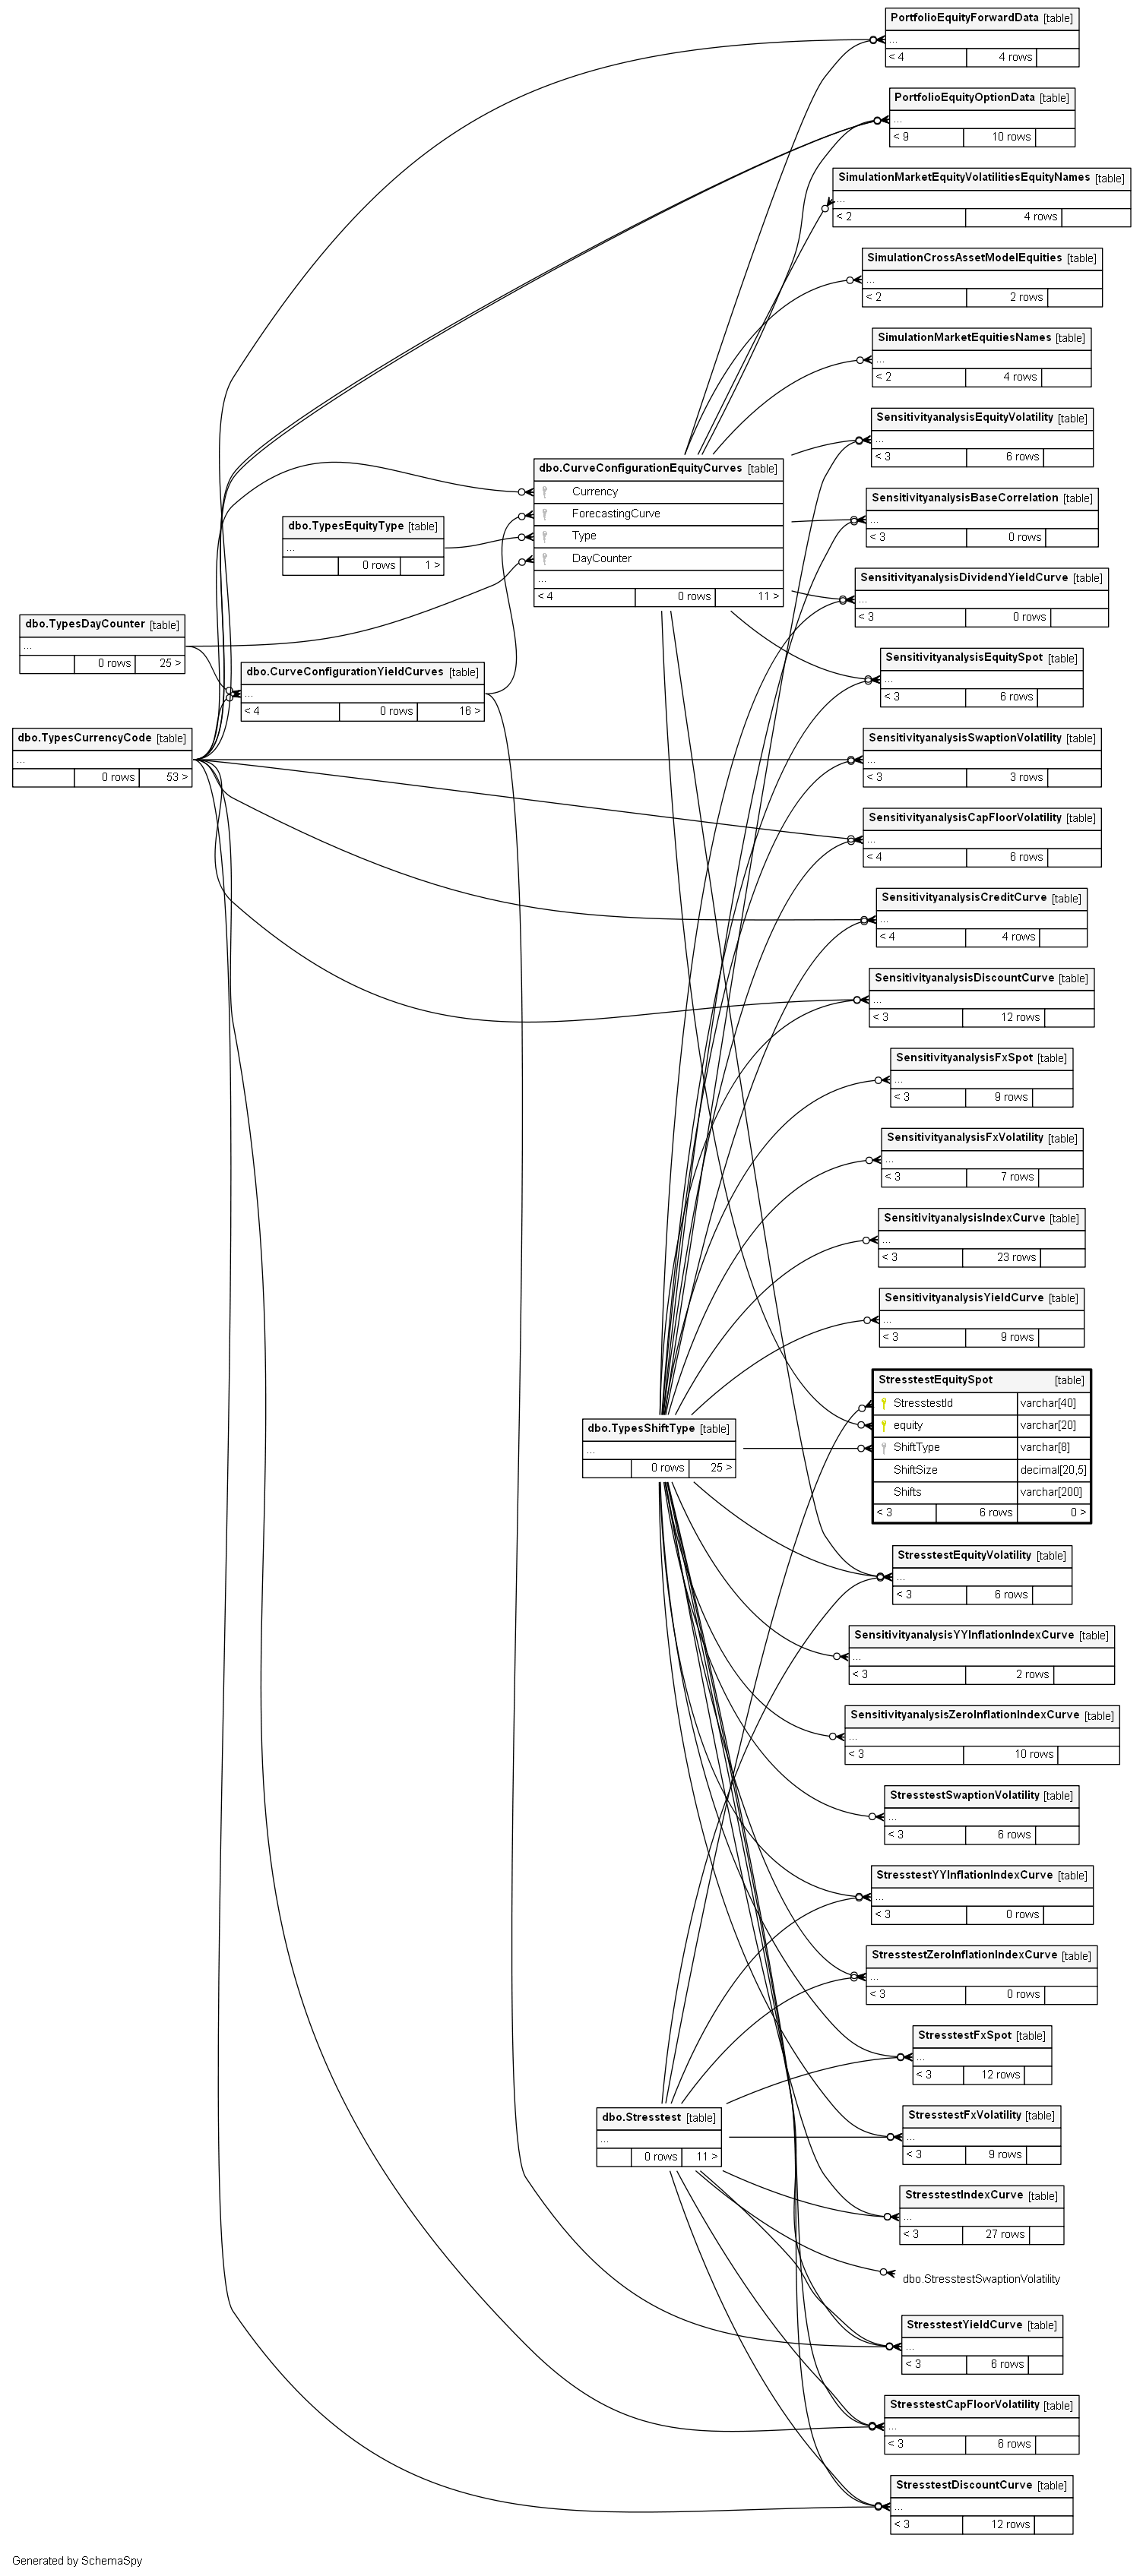 PortfolioEquityForwardData [table]
...
< 4 4 rows
PortfolioEquityOptionData [table]
...
< 9 10 rows
SimulationMarketEquityVolatilitiesEquityNames [table]
...
< 2 4 rows
SimulationCrossAssetModelEquities [table]
...
< 2 2 rows
SimulationMarketEquitiesNames [table]
...
< 2 4 rows
SensitivityanalysisEquityVolatility [table]
...
< 3 6 rows
dbo.CurveConfigurationEquityCurves [table]
Currency
ForecastingCurve
Type
DayCounter
...
< 4 0 rows 11 >
dbo.TypesEquityType [table]
...
0 rows 1 >
SensitivityanalysisBaseCorrelation [table]
...
< 3 0 rows
SensitivityanalysisDividendYieldCurve [table]
...
< 3 0 rows
dbo.TypesDayCounter [table]
...
0 rows 25 >
dbo.CurveConfigurationYieldCurves [table]
...
< 4 0 rows 16 >
SensitivityanalysisEquitySpot [table]
...
< 3 6 rows
dbo.TypesCurrencyCode [table]
...
0 rows 53 >
SensitivityanalysisSwaptionVolatility [table]
...
< 3 3 rows
SensitivityanalysisCapFloorVolatility [table]
...
< 4 6 rows
SensitivityanalysisCreditCurve [table]
...
< 4 4 rows
SensitivityanalysisDiscountCurve [table]
...
< 3 12 rows
SensitivityanalysisFxSpot [table]
...
< 3 9 rows
SensitivityanalysisFxVolatility [table]
...
< 3 7 rows
SensitivityanalysisIndexCurve [table]
...
< 3 23 rows
SensitivityanalysisYieldCurve [table]
...
< 3 9 rows
StresstestEquitySpot [table]
StresstestId varchar[40]
equity varchar[20]
ShiftType varchar[8]
ShiftSize decimal[20,5]
Shifts varchar[200]
< 3 6 rows 0 >
dbo.TypesShiftType [table]
...
0 rows 25 >
StresstestEquityVolatility [table]
...
< 3 6 rows
SensitivityanalysisYYInflationIndexCurve [table]
...
< 3 2 rows
SensitivityanalysisZeroInflationIndexCurve [table]
...
< 3 10 rows
StresstestSwaptionVolatility [table]
...
< 3 6 rows
StresstestYYInflationIndexCurve [table]
...
< 3 0 rows
StresstestZeroInflationIndexCurve [table]
...
< 3 0 rows
StresstestFxSpot [table]
...
< 3 12 rows
dbo.Stresstest [table]
...
0 rows 11 >
StresstestFxVolatility [table]
...
< 3 9 rows
StresstestIndexCurve [table]
...
< 3 27 rows
dbo.StresstestSwaptionVolatility
StresstestYieldCurve [table]
...
< 3 6 rows
StresstestCapFloorVolatility [table]
...
< 3 6 rows
StresstestDiscountCurve [table]
...
< 3 12 rows
Generated by SchemaSpy